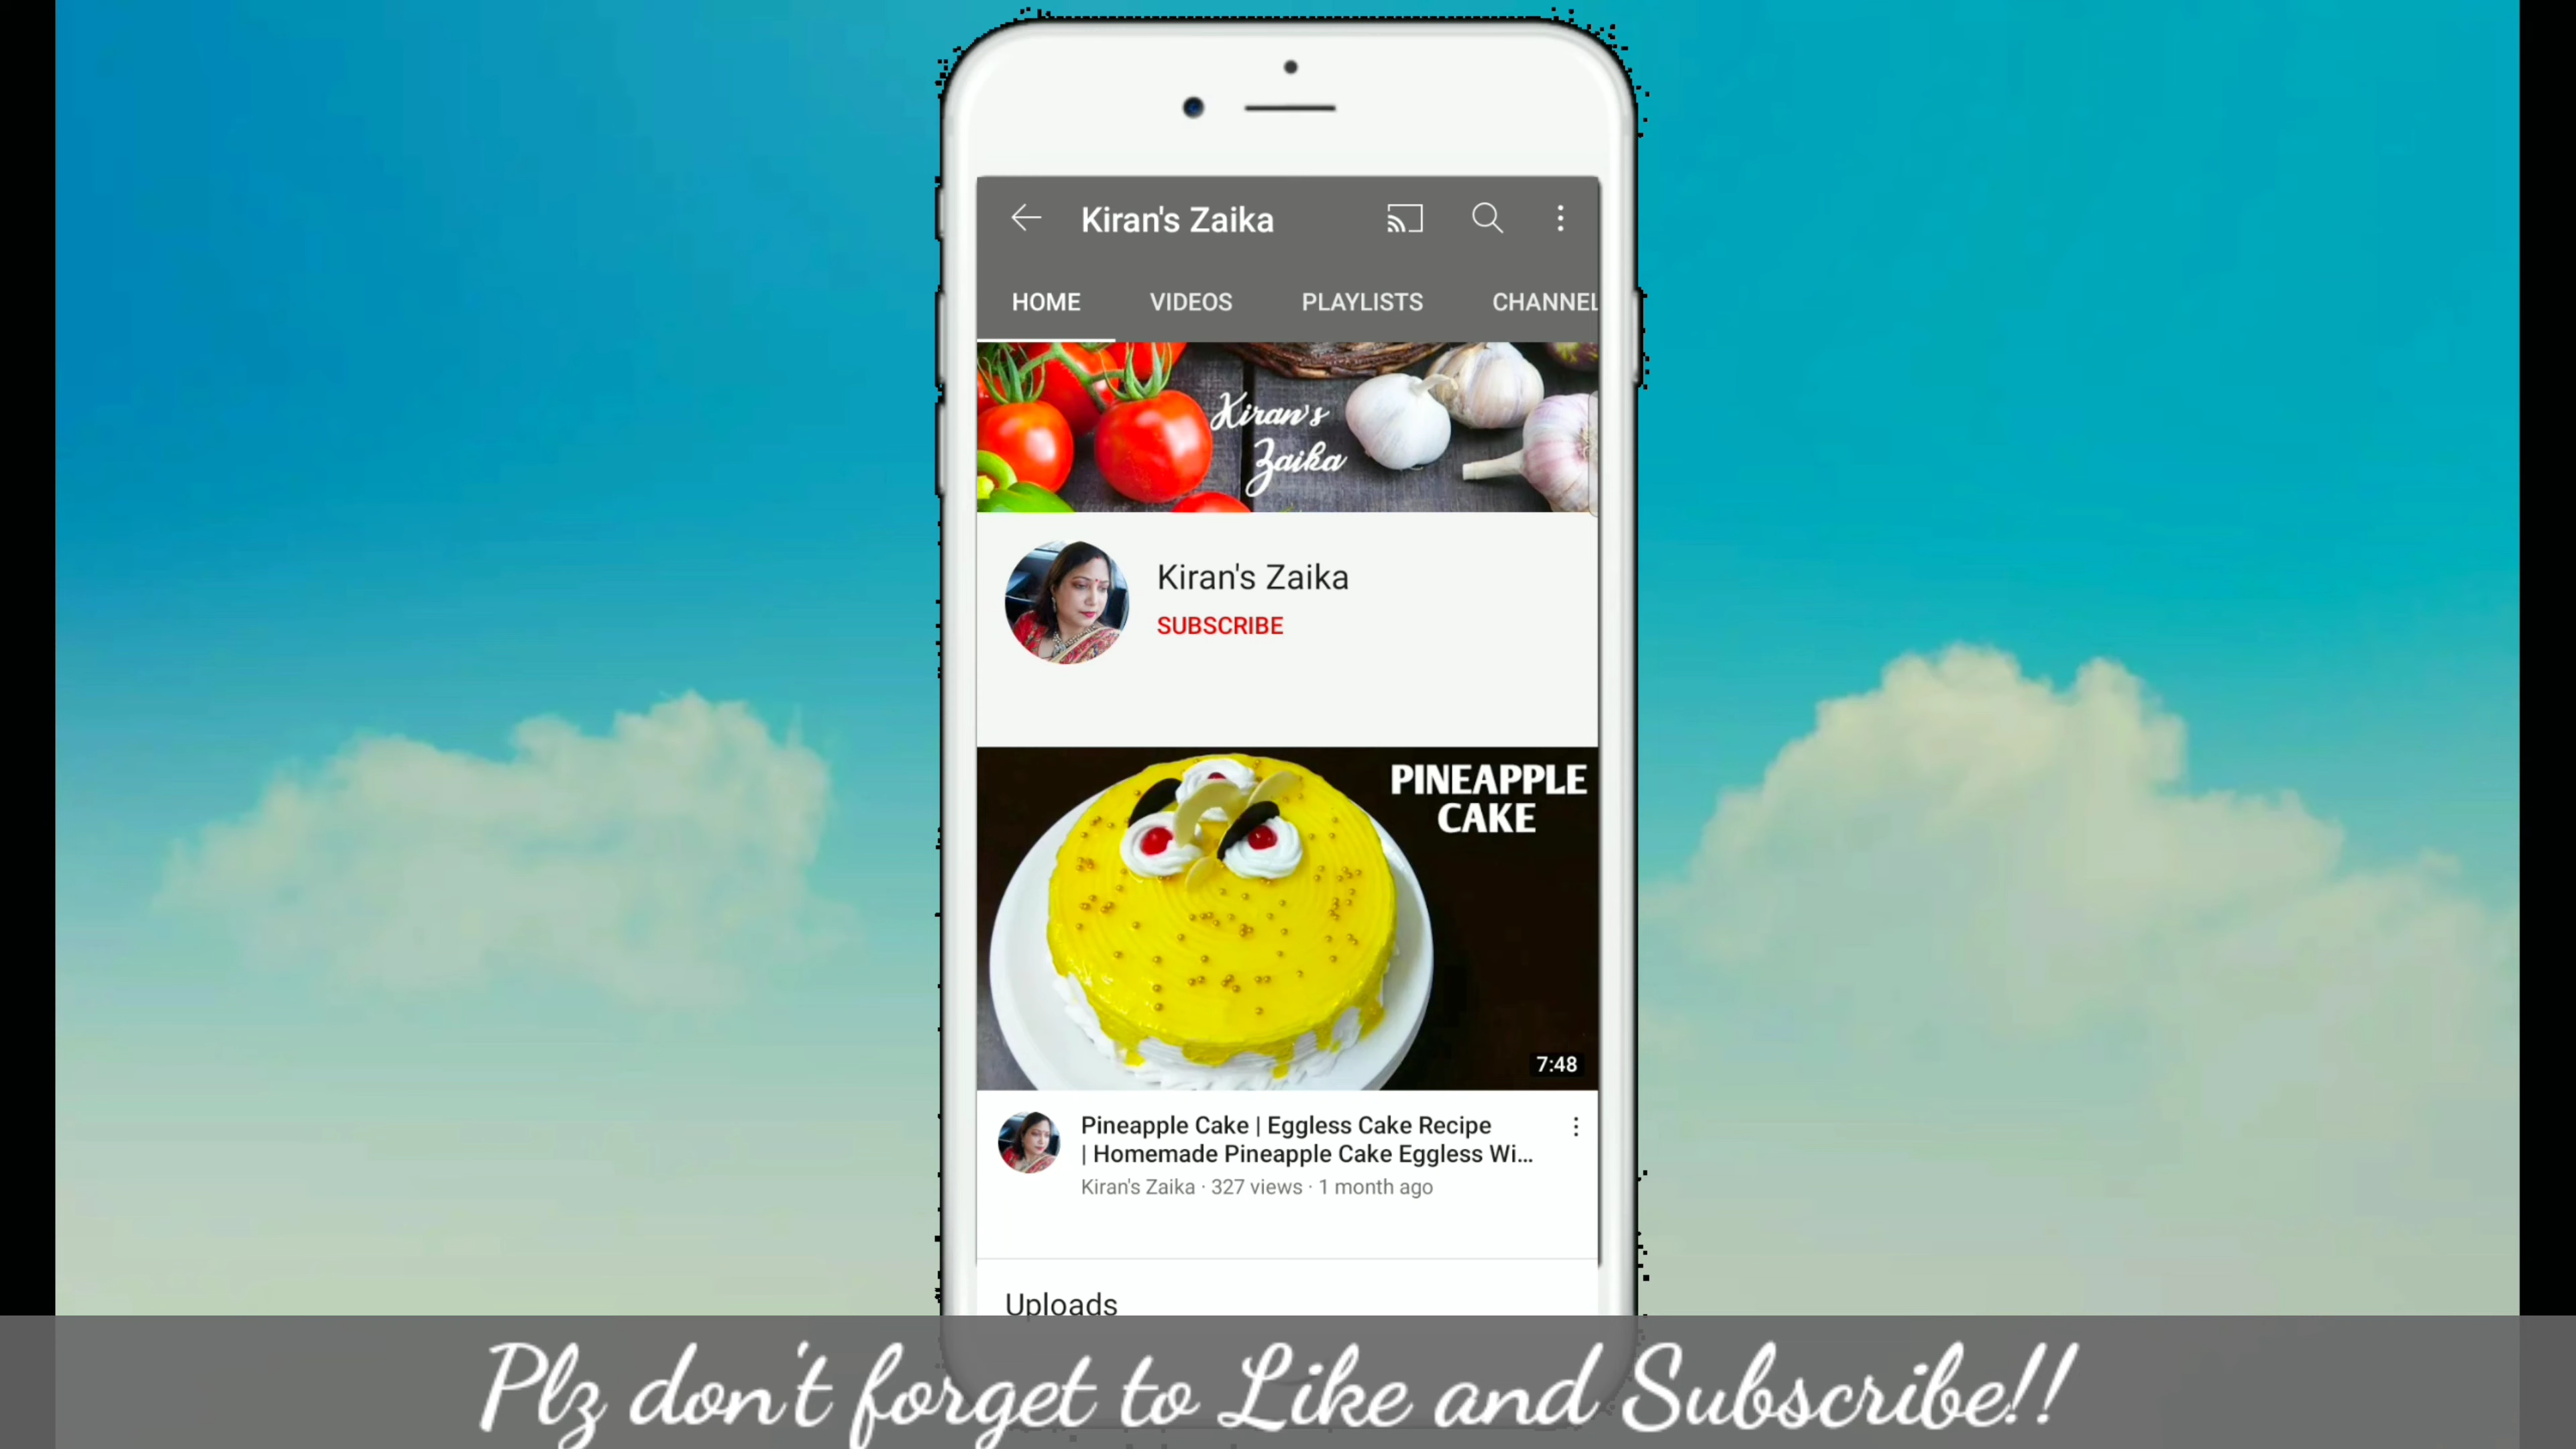 Kiran's Zaika
HOME VIDEOS PLAYLISTS CHANNEL
Kiran's
Zaika
Kiran's Zaika
SUBSCRIBE
PINEAPPLE
CAKE
7:48
Pineapple Cake | Eggless Cake Recipe
| Homemade Pineapple Cake Eggless Wi...
Kiran's Zaika · 327 views · 1 month ago
Uploads
Plz don't forget to Like and Subscribe!!